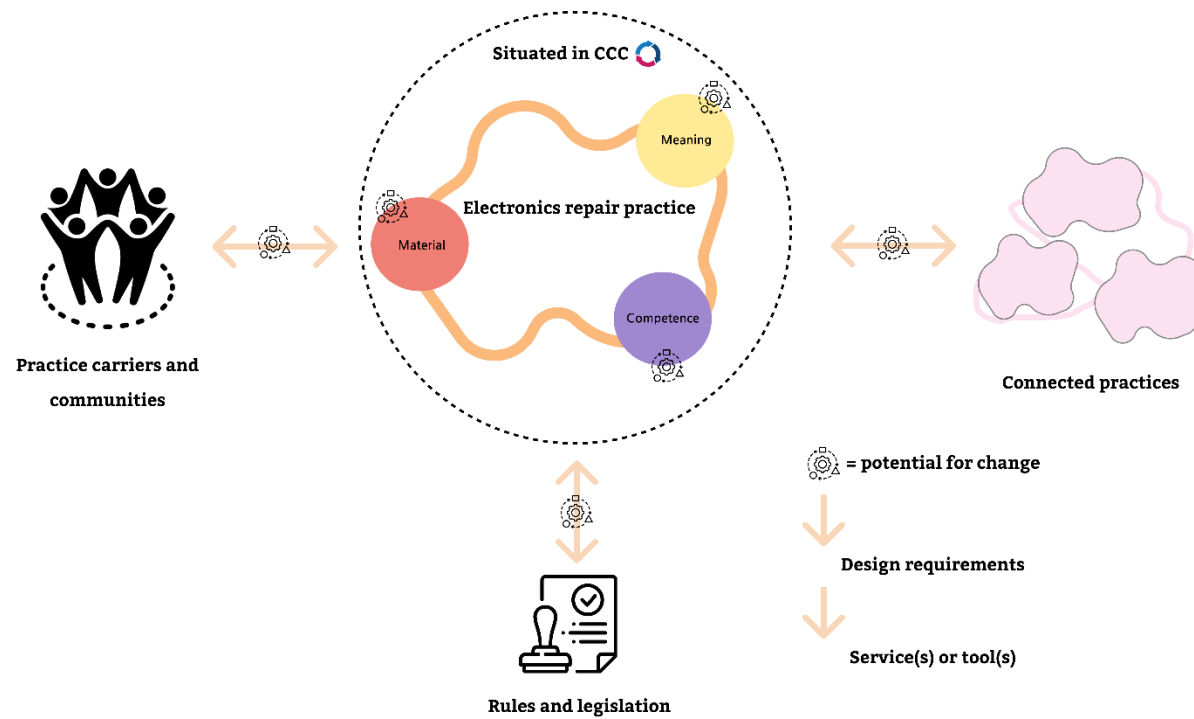 Situated in CCC
Meaning
Electronics repair practice
Material
Competence
Practice carriers and
communities
Connected practices
= potential for change
Design requirements
Service(s) or tool(s)
Rules and legislation